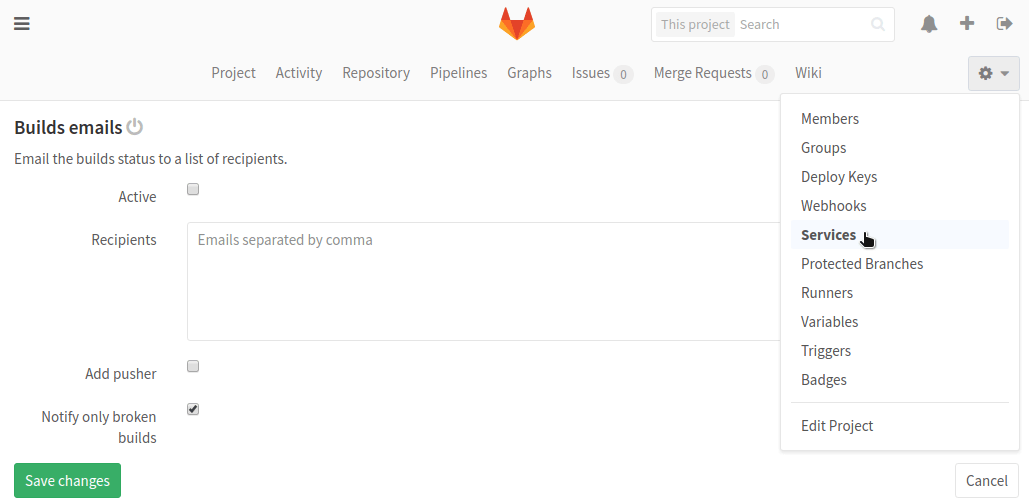 This project Search
Project Activity Repository Pipelines Graphs Issues 0 Merge Requests 0 Wiki
Members
Groups
Deploy Keys
Webhooks
Services
Protected Branches
Runners
Variables
Triggers
Badges
Edit Project
Builds emails
Email the builds status to a list of recipients.
Active
Recipients
Emails separated by comma
Add pusher
Notify only broken
builds
Save changes
Cancel